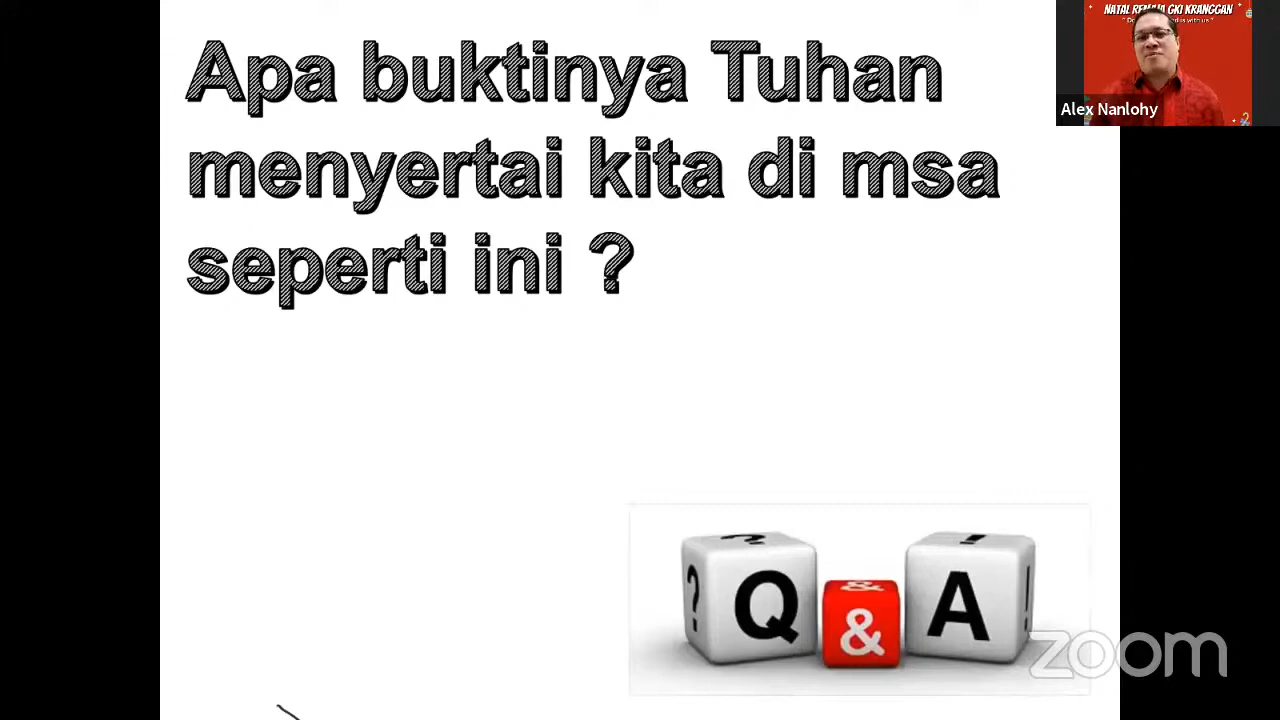 Apa buktinya Tuhan
menyertai kita di msa
seperti ini ?
NATAL REMAJA GKI KRANGGAN
Alex Nanlohy
? ? Q & & A ! !
zoom